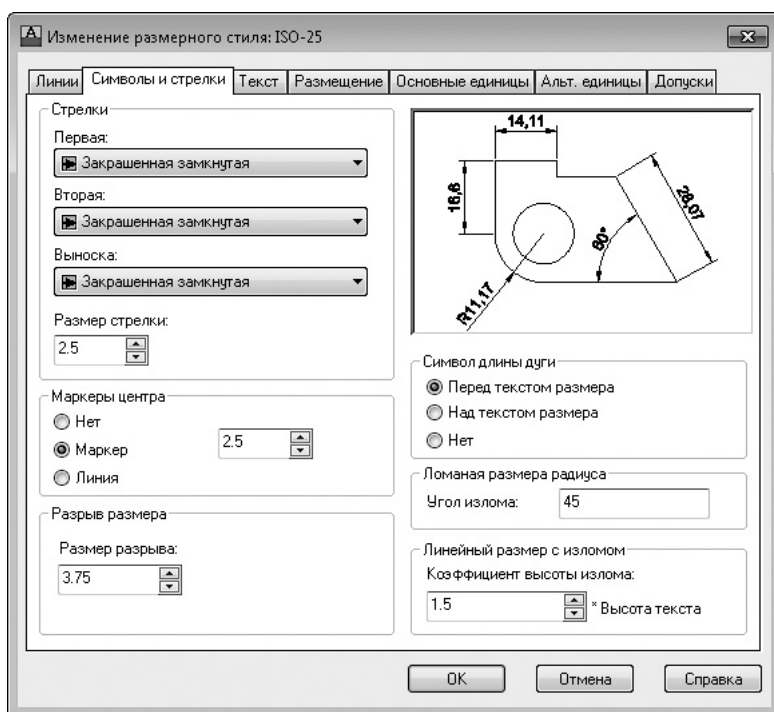 Изменение размерного стиля: ISO-25
Линии Символы и стрелки Текст Размещение Основные единицы Альт. единицы Допуски
Стрелки
Первая:
Закрашенная замкнутая
Вторая:
Закрашенная замкнутая
Выноска:
Закрашенная замкнутая
Размер стрелки:
2.5
Маркеры центра
Нет
Маркер
2.5
Линия
Разрыв размера
Размер разрыва:
3.75
14,11
16,6
28,07
60°
R11,17
Символ длины дуги
Перед текстом размера
Над текстом размера
Нет
Ломаная размера радиуса
Угол излома: 45
Линейный размер с изломом
Коэффициент высоты излома:
1.5 * Высота текста
OK Отмена Справка